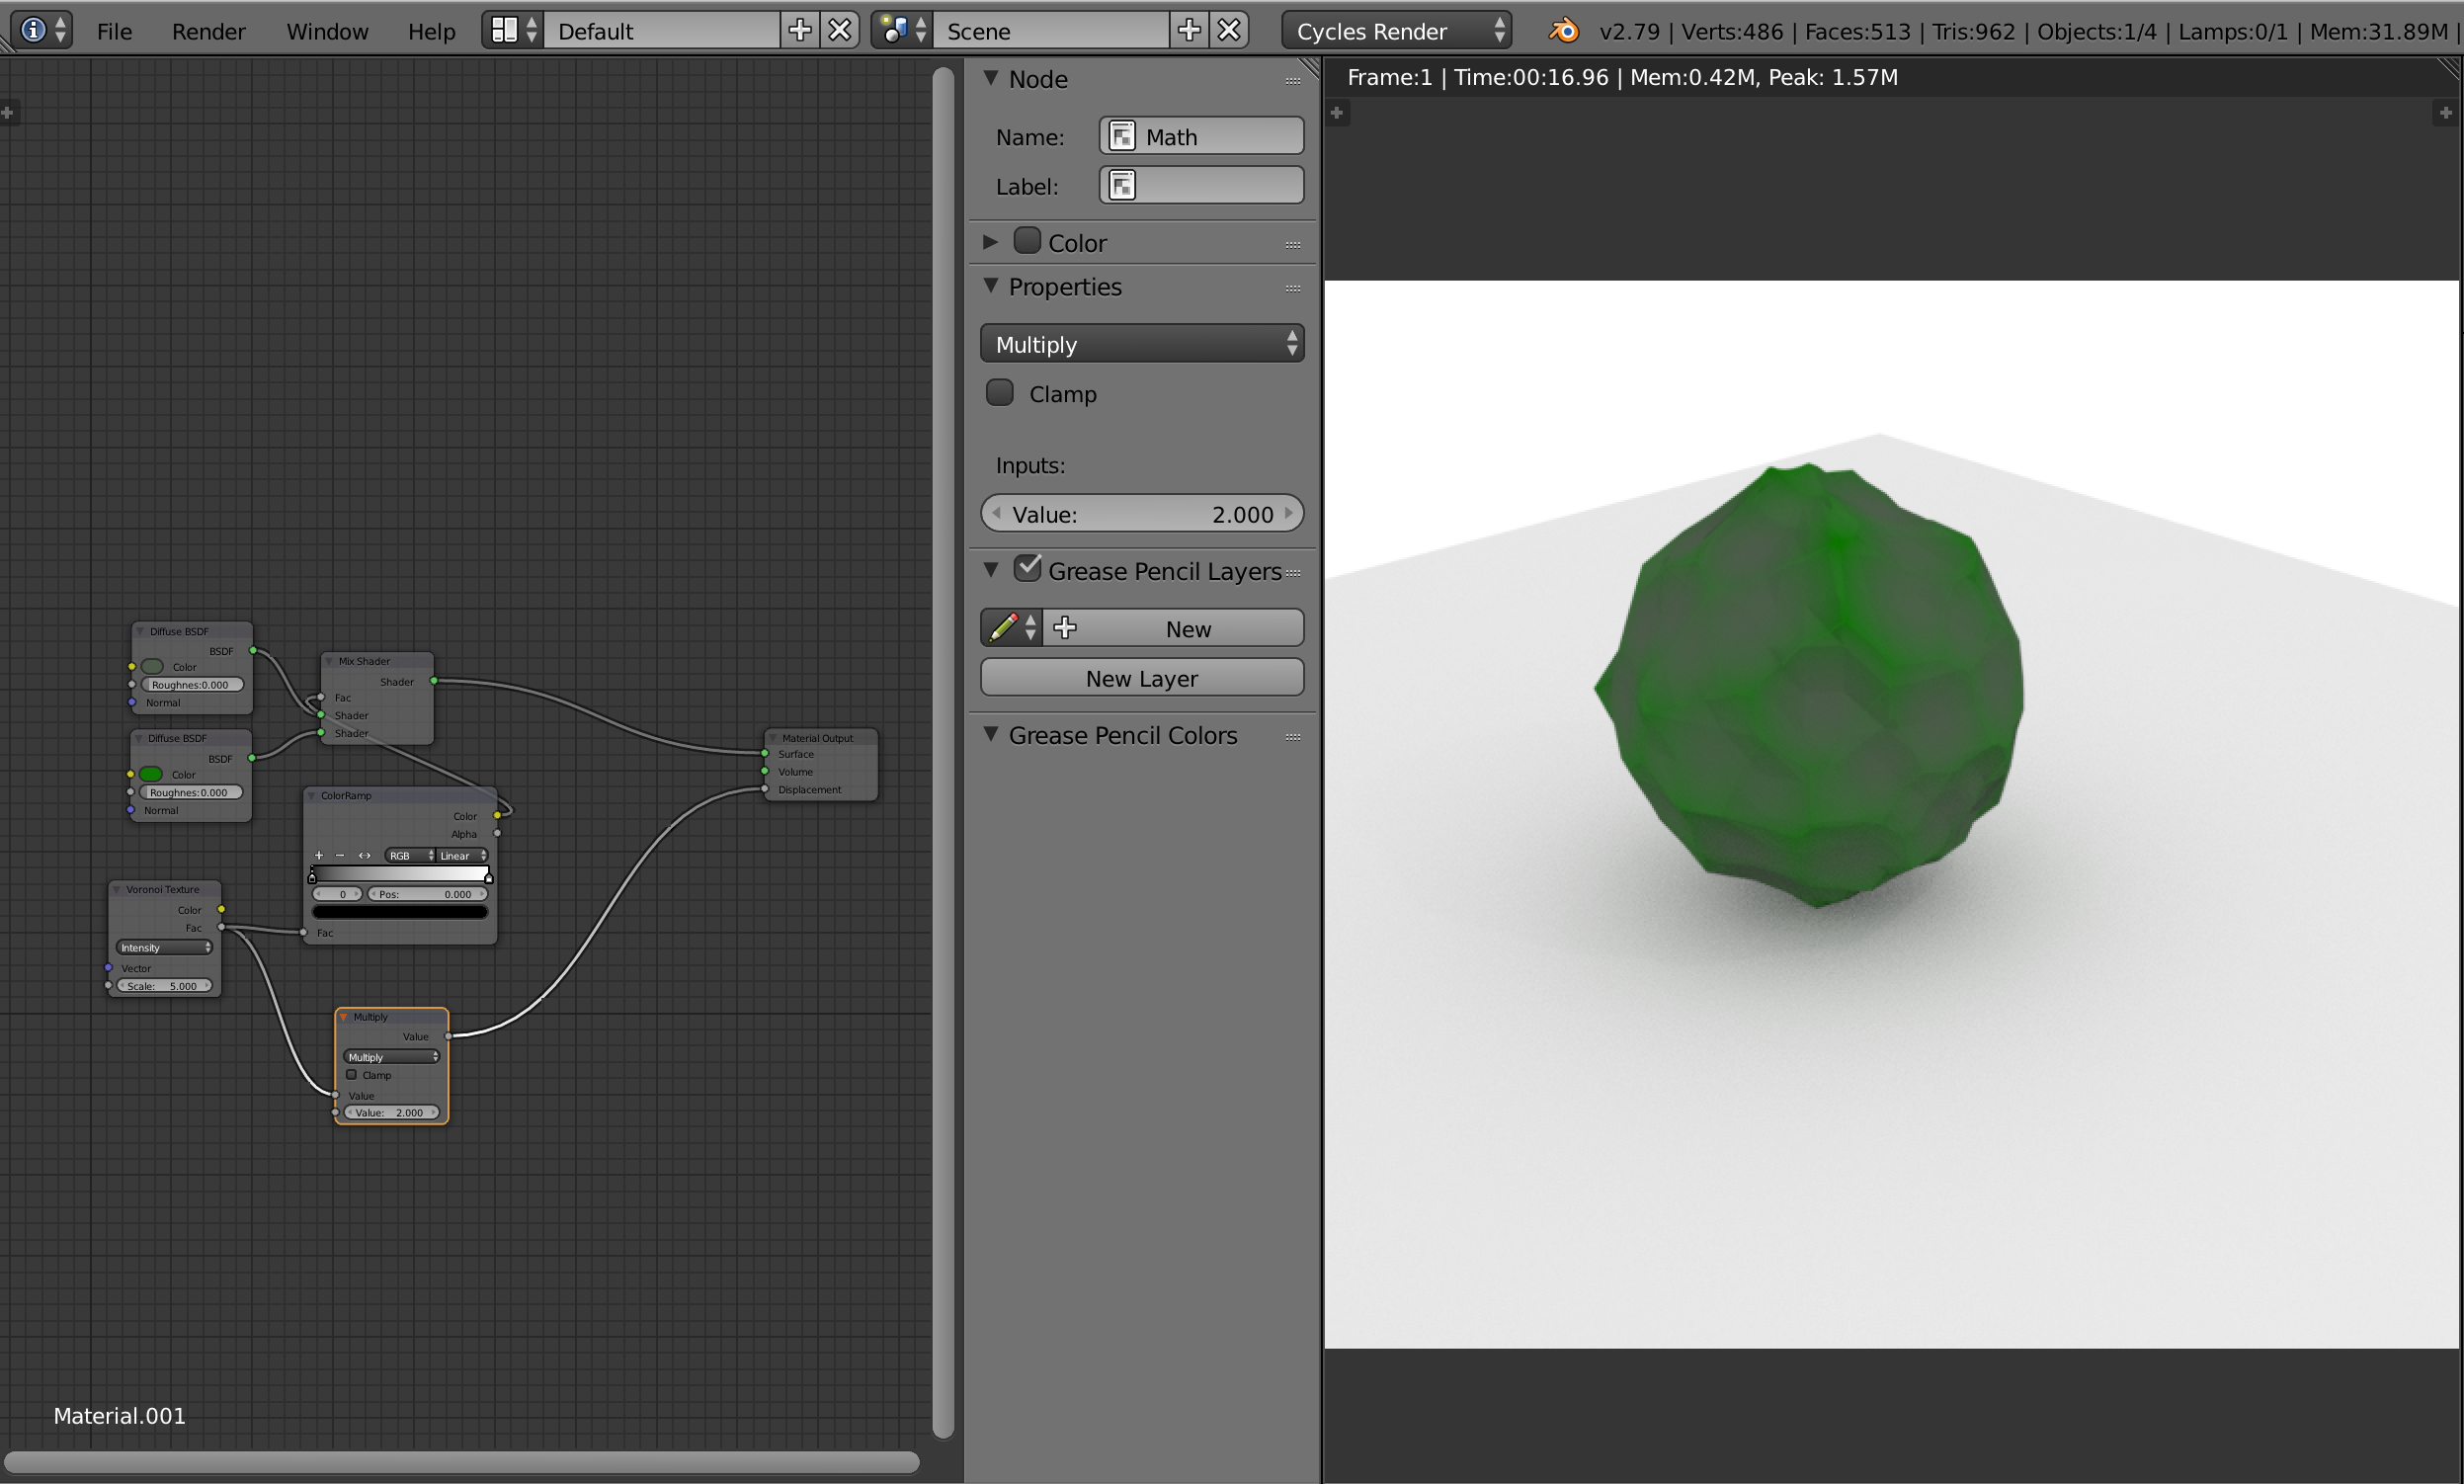 File Render Window Help Default Scene Cycles Render v2.79 | Verts:486 | Faces:513 | Tris:962 | Objects:1/4 | Lamps:0/1 | Mem:31.89M |
Frame:1 | Time:00:16.96 | Mem:0.42M, Peak: 1.57M
Node
Name: Math
Label:
Color
Properties
Multiply
Clamp
Inputs:
Value: 2.000
Grease Pencil Layers
New
New Layer
Grease Pencil Colors
Diffuse BSDF
BSDF
Color
Roughnes:0.000
Normal
Diffuse BSDF
BSDF
Color
Roughnes:0.000
Normal
Mix Shader
Shader
Fac
Shader
Shader
Material Output
Surface
Volume
Displacement
ColorRamp
Color
Alpha
RGB Linear
0 Pos: 0.000
Fac
Voronoi Texture
Color
Fac
Intensity
Vector
Scale: 5.000
Multiply
Value
Multiply
Clamp
Value
Value: 2.000
Material.001